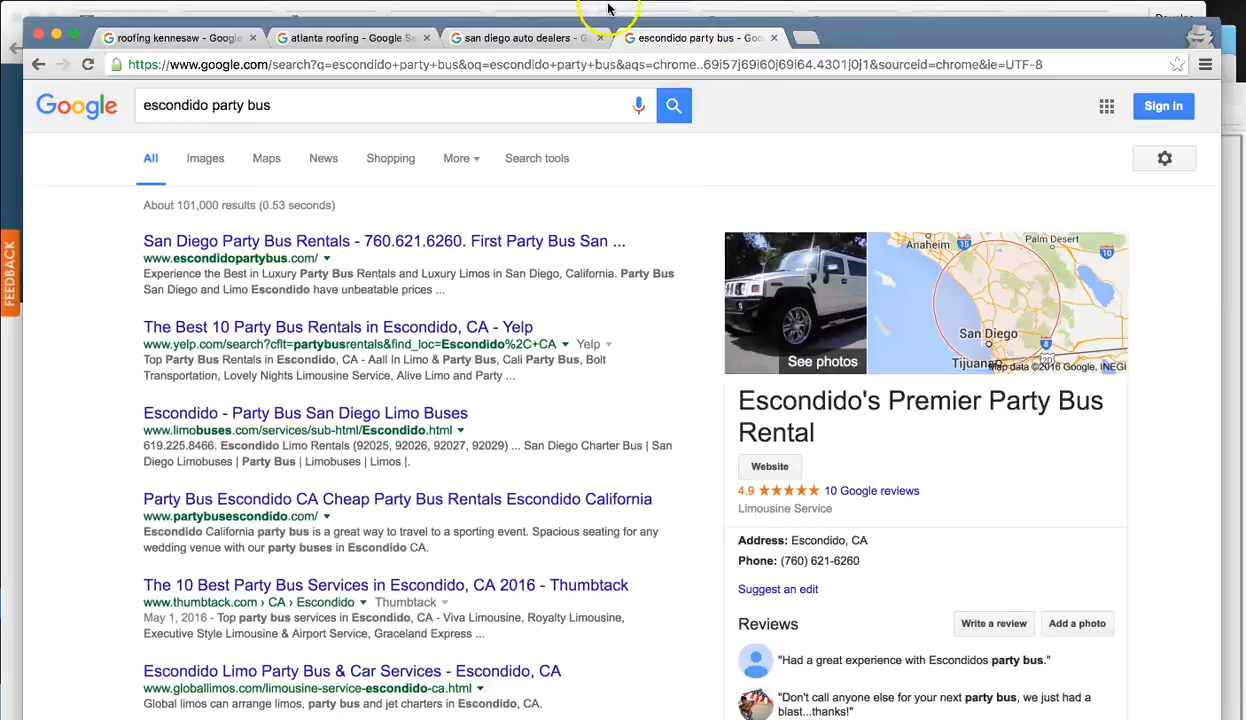 roofing kennesaw - Google
atlanta roofing - Google Se
san diego auto dealers - G
escondido party bus - Goo
https://www.google.com/search?q=escondido+party+bus&oq=escondido+party+bus&aqs=chrome..69i57j69i60j69i64.4301j0j1&sourceid=chrome&ie=UTF-8
Google
escondido party bus
Sign in
All
Images
Maps
News
Shopping
More
Search tools
About 101,000 results (0.53 seconds)
FEEDBACK
San Diego Party Bus Rentals - 760.621.6260. First Party Bus San ...
www.escondidopartybus.com/
Experience the Best in Luxury Party Bus Rentals and Luxury Limos in San Diego, California. Party Bus
San Diego and Limo Escondido have unbeatable prices ...
The Best 10 Party Bus Rentals in Escondido, CA - Yelp
www.yelp.com/search?cflt=partybusrentals&find_loc=Escondido%2C+CA Yelp
Top Party Bus Rentals in Escondido, CA - Aall In Limo & Party Bus, Cali Party Bus, Bolt
Transportation, Lovely Nights Limousine Service, Alive Limo and Party ...
Escondido - Party Bus San Diego Limo Buses
www.limobuses.com/services/sub-html/Escondido.html
619.225.8466. Escondido Limo Rentals (92025, 92026, 92027, 92029) ... San Diego Charter Bus | San
Diego Limobuses | Party Bus | Limobuses | Limos |.
Party Bus Escondido CA Cheap Party Bus Rentals Escondido California
www.partybusescondido.com/
Escondido California party bus is a great way to travel to a sporting event. Spacious seating for any
wedding venue with our party buses in Escondido CA.
The 10 Best Party Bus Services in Escondido, CA 2016 - Thumbtack
www.thumbtack.com › CA › Escondido Thumbtack
May 1, 2016 - Top party bus services in Escondido, CA - Viva Limousine, Royalty Limousine,
Executive Style Limousine & Airport Service, Graceland Express ...
Escondido Limo Party Bus & Car Services - Escondido, CA
www.globallimos.com/limousine-service-escondido-ca.html
Global limos can arrange limos, party bus and jet charters in Escondido, CA.
See photos
Anaheim
15
Palm Desert
10
San Diego
8
Tijuana
2D
Map data ©2016 Google, INEGI
Escondido's Premier Party Bus
Rental
Website
4.9 10 Google reviews
Limousine Service
Address: Escondido, CA
Phone: (760) 621-6260
Suggest an edit
Reviews
Write a review
Add a photo
"Had a great experience with Escondidos party bus."
"Don't call anyone else for your next party bus, we just had a
blast...thanks!"